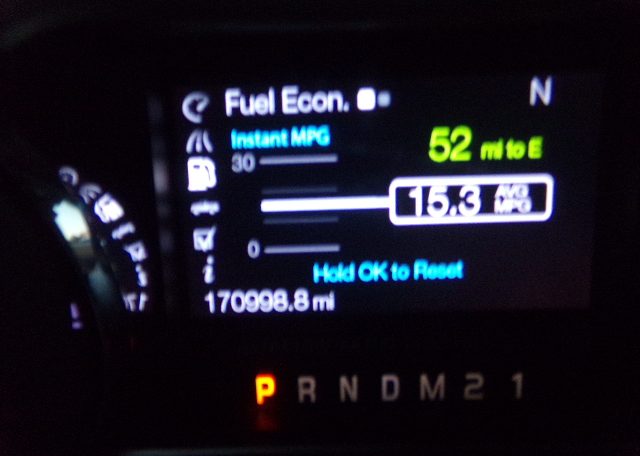 Fuel Econ. N
Instant MPG
52 mi to E
30
15.3 AVG MPG
0
Hold OK to Reset
170998.8 mi
P R N D M 2 1